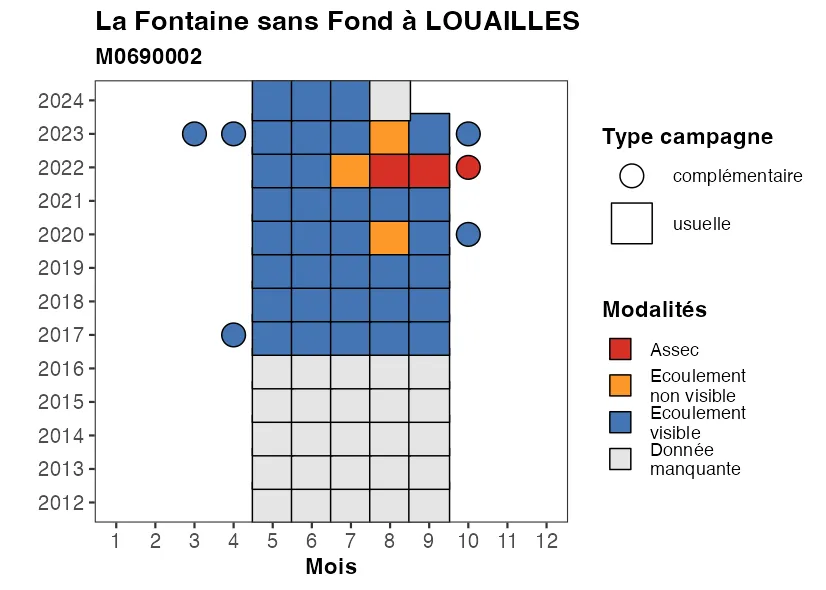 La Fontaine sans Fond à LOUAILLES
M0690002
2024
2023
2022
2021
2020
2019
2018
2017
2016
2015
2014
2013
2012
1 2 3 4 5 6 7 8 9 10 11 12
Mois
Type campagne
complémentaire
usuelle
Modalités
Assec
Ecoulement
non visible
Ecoulement
visible
Donnée
manquante